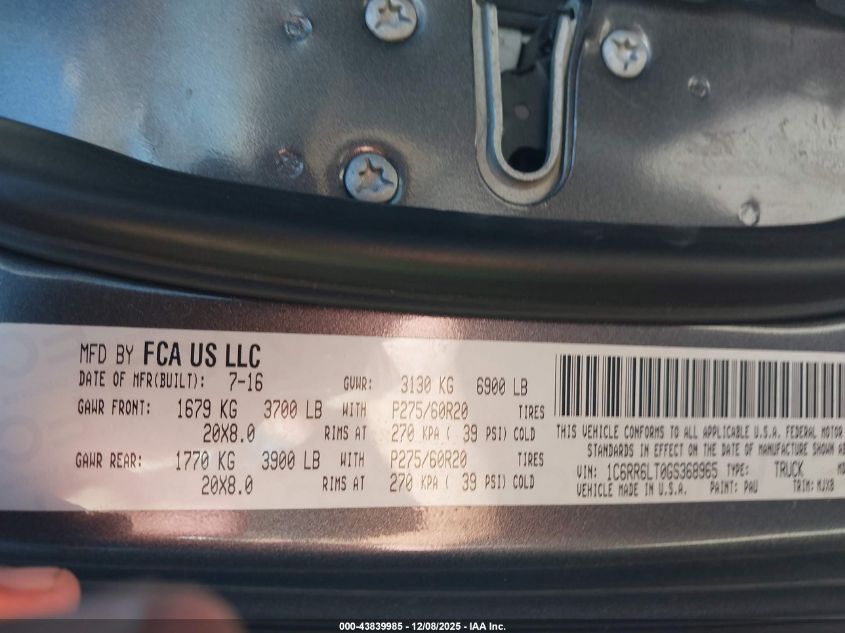 MFD BY FCA US LLC
DATE OF MFR(BUILT): 7-16 GVWR: 3130 KG 6900 LB
GAWR FRONT: 1679 KG 3700 LB WITH P275/60R20 TIRES
20X8.0 RIMS AT 270 KPA ( 39 PSI) COLD
GAWR REAR: 1770 KG 3900 LB WITH P275/60R20 TIRES
20X8.0 RIMS AT 270 KPA ( 39 PSI) COLD
THIS VEHICLE CONFORMS TO ALL APPLICABLE U.S.A. FEDERAL MOTOR
STANDARDS IN EFFECT ON THE DATE OF MANUFACTURE
VIN: 1C6RR6LT0GS368965 TYPE: TRUCK
VEHICLE MADE IN U.S.A. PAINT: PAU TRIM: MJX8
000-43839985 - 12/08/2025 - IAA Inc.